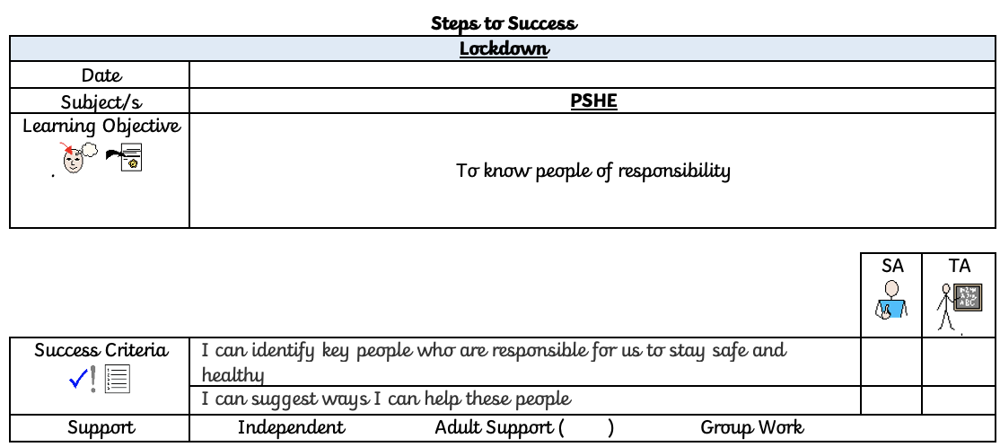 Steps to Success
Lockdown
Date
Subject/s
PSHE
Learning Objective
.
To know people of responsibility
SA
TA
.
Success Criteria
I can identify key people who are responsible for us to stay safe and
healthy
I can suggest ways I can help these people
Support
Independent Adult Support ( ) Group Work